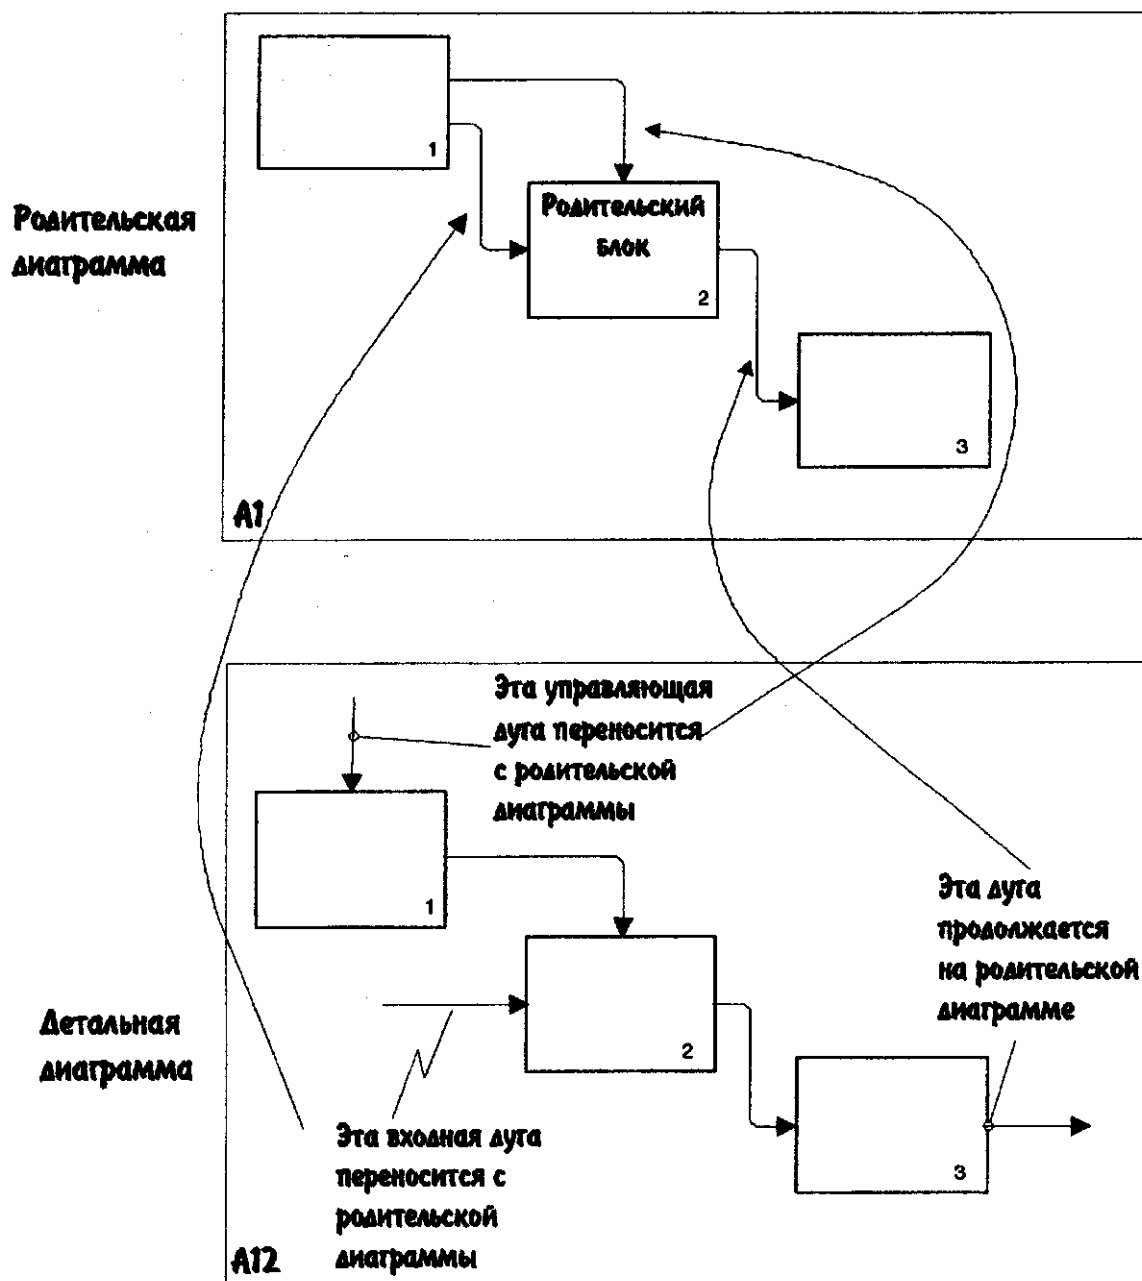 1
Родительская
диаграмма
Родительский
блок
2
3
A1
Эта управляющая
дуга переносится
с родительской
диаграммы
1
Эта дуга
продолжается
на родительской
диаграмме
Детальная
диаграмма
2
Эта входная дуга
переносится с
родительской
диаграммы
3
A12